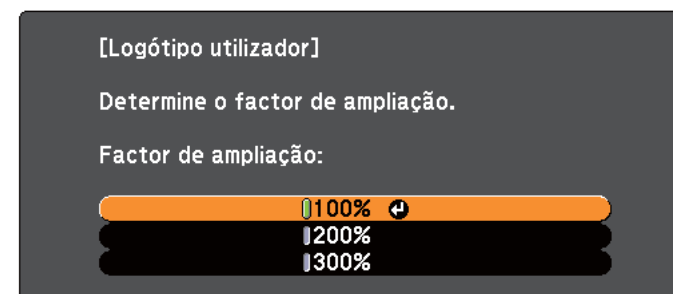 [Logótipo utilizador]
Determine o factor de ampliação.
Factor de ampliação:
100%
200%
300%